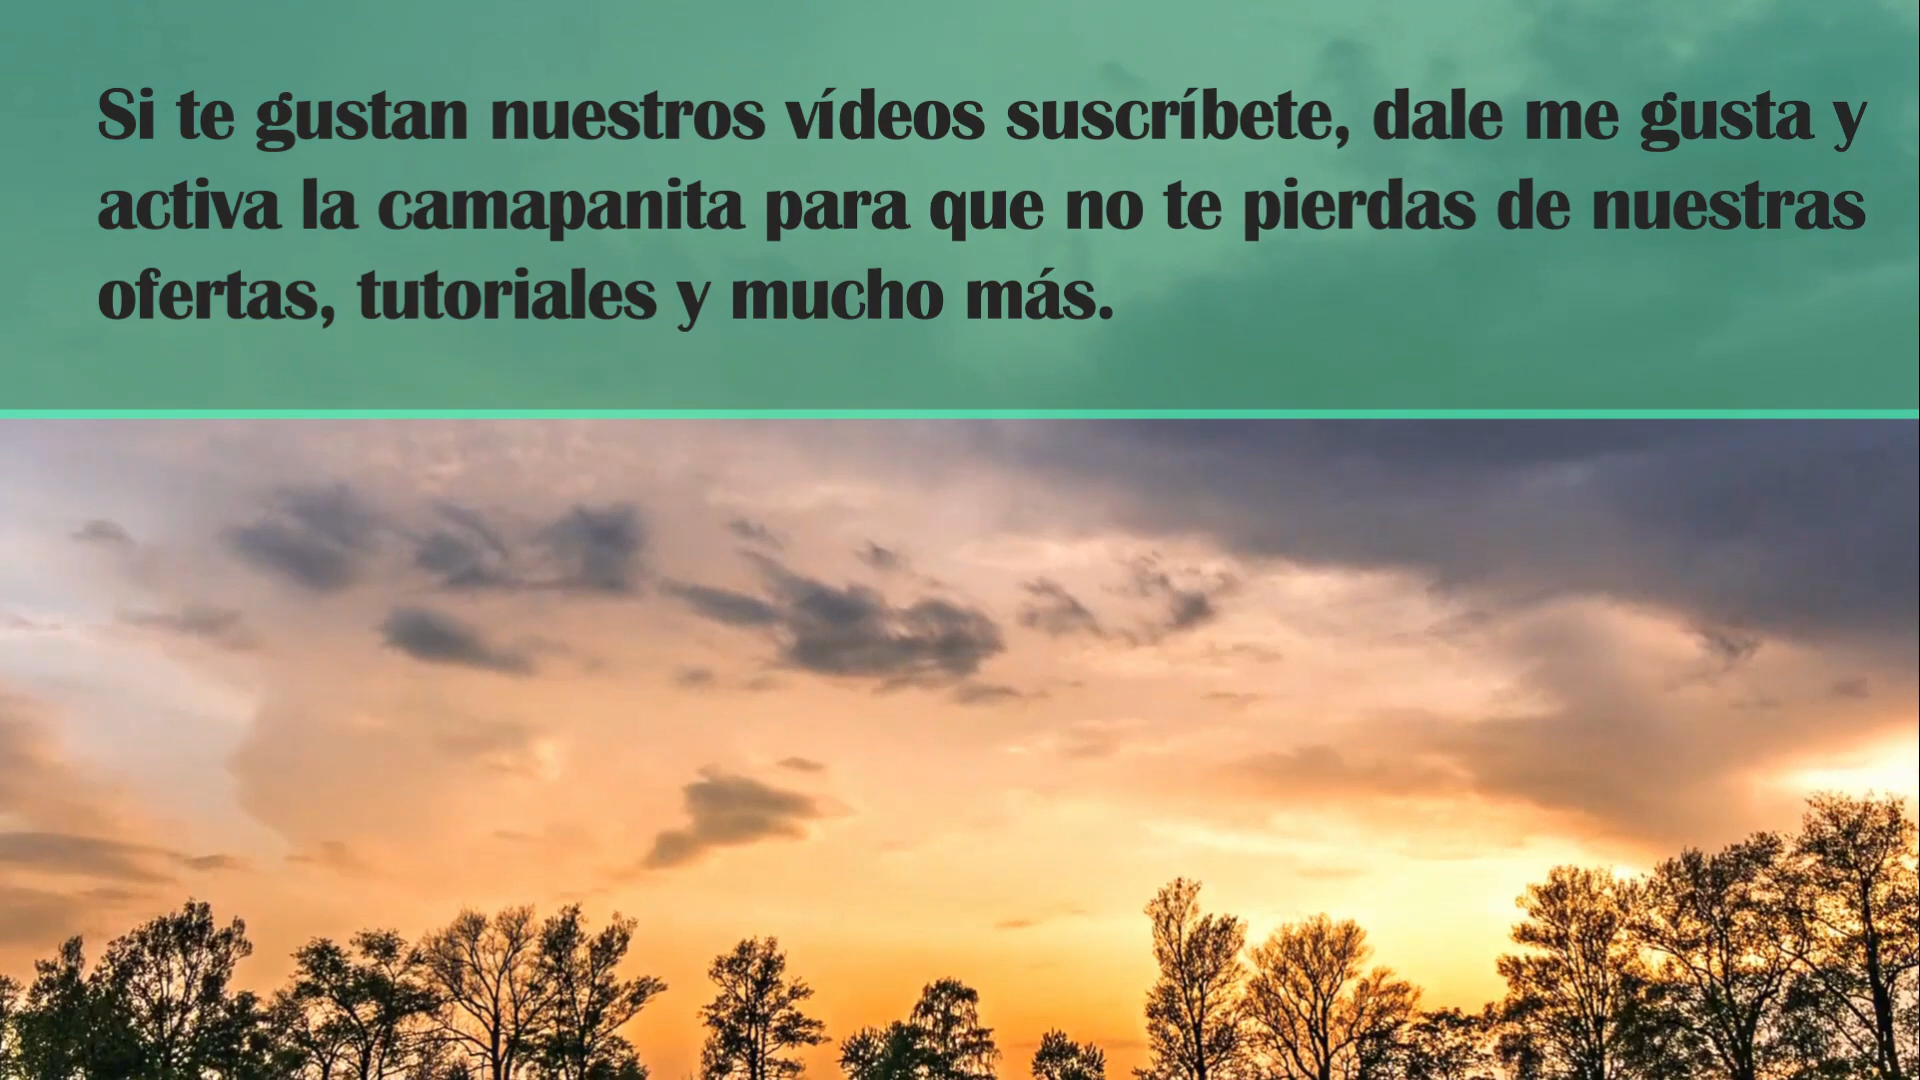 Si te gustan nuestros vídeos suscríbete, dale me gusta y
activa la camapanita para que no te pierdas de nuestras
ofertas, tutoriales y mucho más.